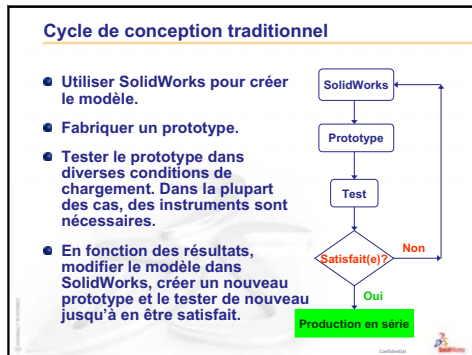 Cycle de conception traditionnel
Utiliser SolidWorks pour créer
le modèle.
Fabriquer un prototype.
Tester le prototype dans
diverses conditions de
chargement. Dans la plupart
des cas, des instruments sont
nécessaires.
En fonction des résultats,
modifier le modèle dans
SolidWorks, créer un nouveau
prototype et le tester de nouveau
jusqu'à en être satisfait.
SolidWorks
Prototype
Test
Satisfait(e)?
Non
Oui
Production en série
Confidential
SolidWorks